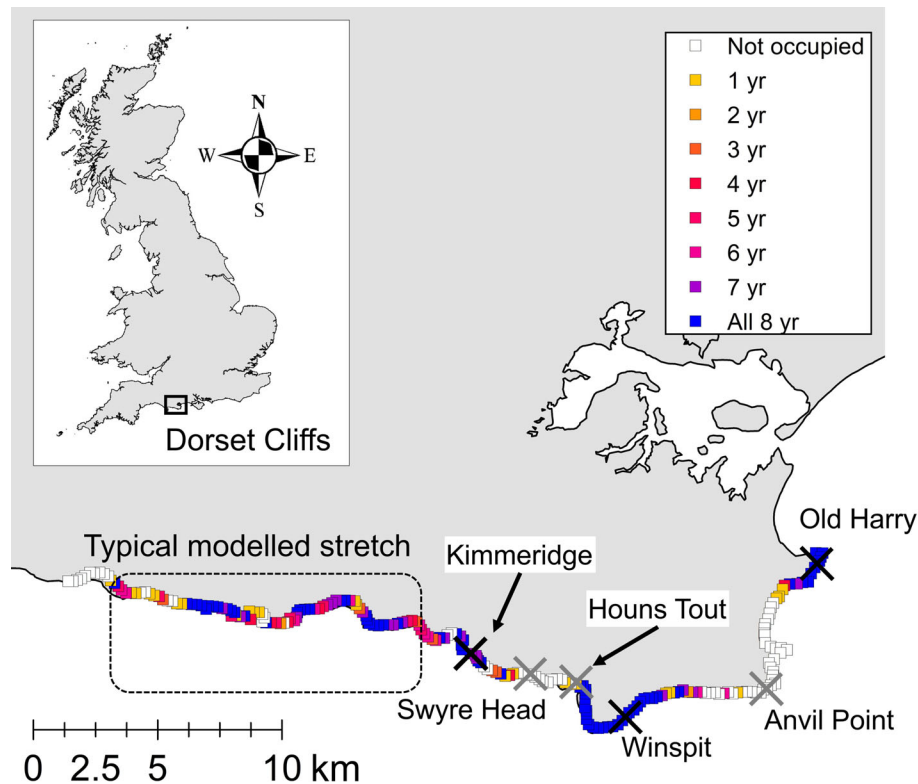 N
W
E
S
Dorset Cliffs
Not occupied
1 yr
2 yr
3 yr
4 yr
5 yr
6 yr
7 yr
All 8 yr
Old Harry
Typical modelled stretch
Kimmeridge
Houns Tout
Swyre Head
Winspit
Anvil Point
0 2.5 5 10 km